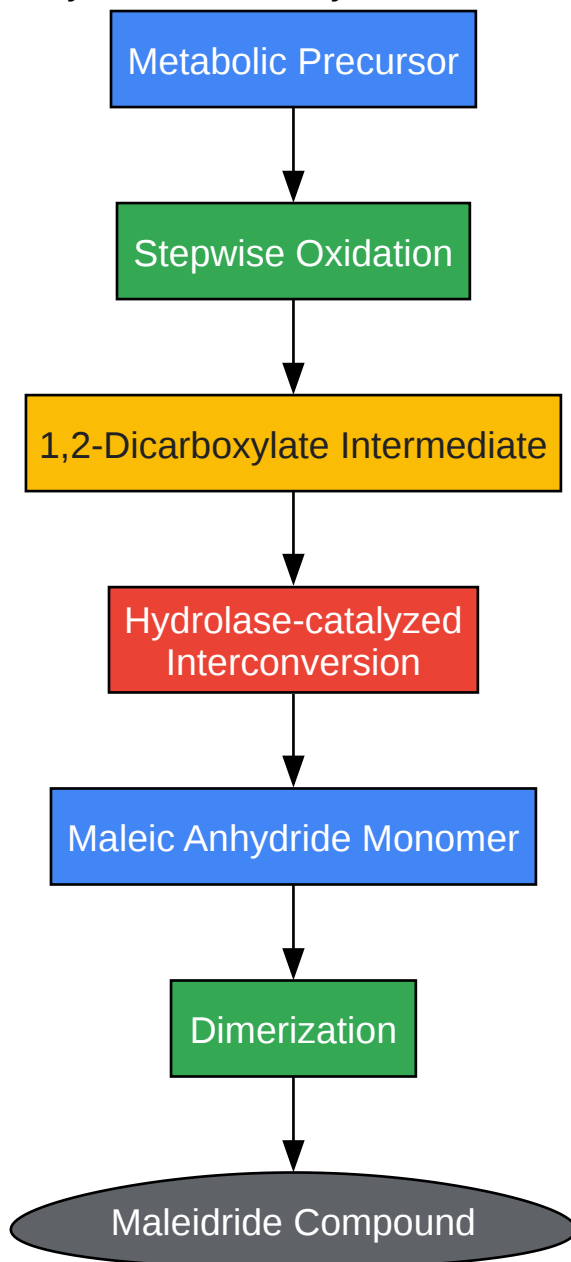 Metabolic Precursor
Stepwise Oxidation
1,2-Dicarboxylate Intermediate
Hydrolase-catalyzed
Interconversion
Maleic Anhydride Monomer
Dimerization
Maleidride Compound